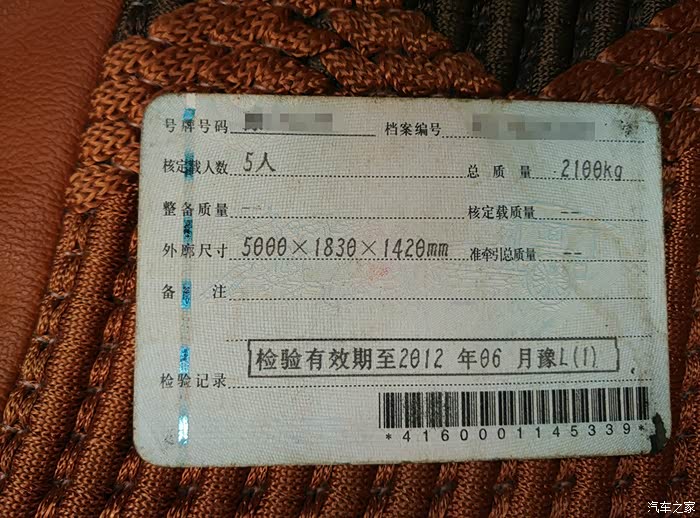 号牌号码 档案编号
核定载人数 5人 总质量 2100kg
整备质量 -- 核定载质量 --
外廓尺寸 5000×1830×1420mm 准牵引总质量 --
备注
检验有效期至2012年06月豫L(1)
检验记录
*4160001145339*
汽车之家